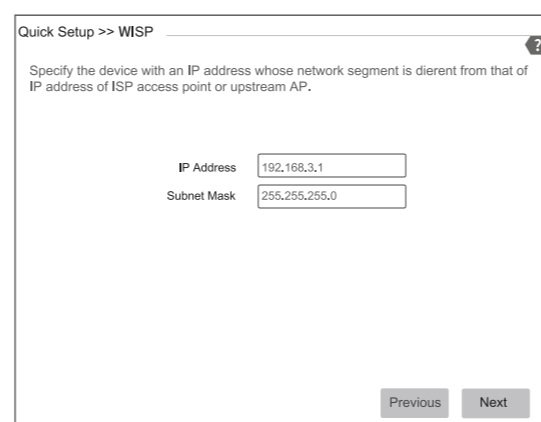 Quick Setup >> WISP
?
Specify the device with an IP address whose network segment is dierent from that of
IP address of ISP access point or upstream AP.
IP Address 192.168.3.1
Subnet Mask 255.255.255.0
Previous Next